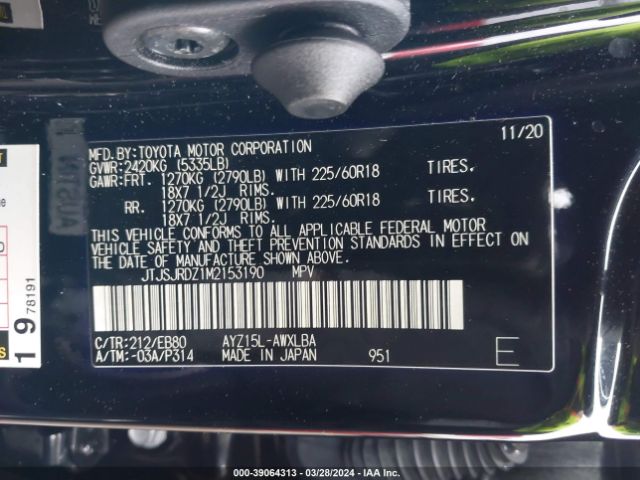 11/20
MFD.BY:TOYOTA MOTOR CORPORATION
GVWR:2420KG (5335LB)
GAWR:FRT. 1270KG (2790LB) WITH 225/60R18 TIRES.
18X7 1/2J RIMS.
RR. 1270KG (2790LB) WITH 225/60R18 TIRES.
18X7 1/2J RIMS.
THIS VEHICLE CONFORMS TO ALL APPLICABLE FEDERAL MOTOR
VEHICLE SAFETY AND THEFT PREVENTION STANDARDS IN EFFECT ON
THE DATE OF MANUFACTURE SHOWN ABOVE.
JTJSJRDZ1M2153190 MPV
C/TR:212/EB80 AYZ15L-AWXLBA
A/TM:-03A/P314 MADE IN JAPAN 951 E
1 9 78191
000-39064313 - 03/28/2024 - IAA Inc.